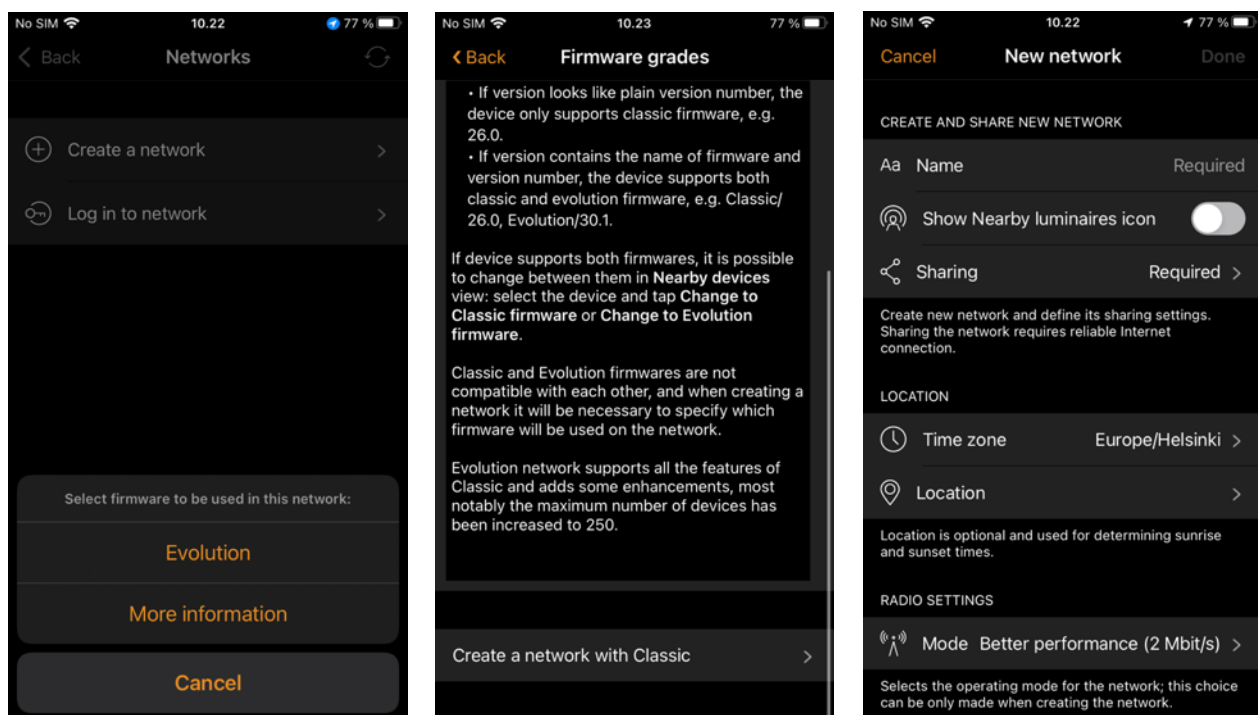 No SIM 10.22 77 %
Back Networks
Create a network
Log in to network
Select firmware to be used in this network:
Evolution
More information
Cancel
No SIM 10.23 77 %
Back Firmware grades
• If version looks like plain version number, the
device only supports classic firmware, e.g.
26.0.
• If version contains the name of firmware and
version number, the device supports both
classic and evolution firmware, e.g. Classic/
26.0, Evolution/30.1.
If device supports both firmwares, it is possible
to change between them in Nearby devices
view: select the device and tap Change to
Classic firmware or Change to Evolution
firmware.
Classic and Evolution firmwares are not
compatible with each other, and when creating a
network it will be necessary to specify which
firmware will be used on the network.
Evolution network supports all the features of
Classic and adds some enhancements, most
notably the maximum number of devices has
been increased to 250.
Create a network with Classic
No SIM 10.22 77 %
Cancel New network Done
CREATE AND SHARE NEW NETWORK
Aa Name Required
Show Nearby luminaires icon
Sharing Required
Create new network and define its sharing settings.
Sharing the network requires reliable Internet
connection.
LOCATION
Time zone Europe/Helsinki
Location
Location is optional and used for determining sunrise
and sunset times.
RADIO SETTINGS
Mode Better performance (2 Mbit/s)
Selects the operating mode for the network; this choice
can be only made when creating the network.